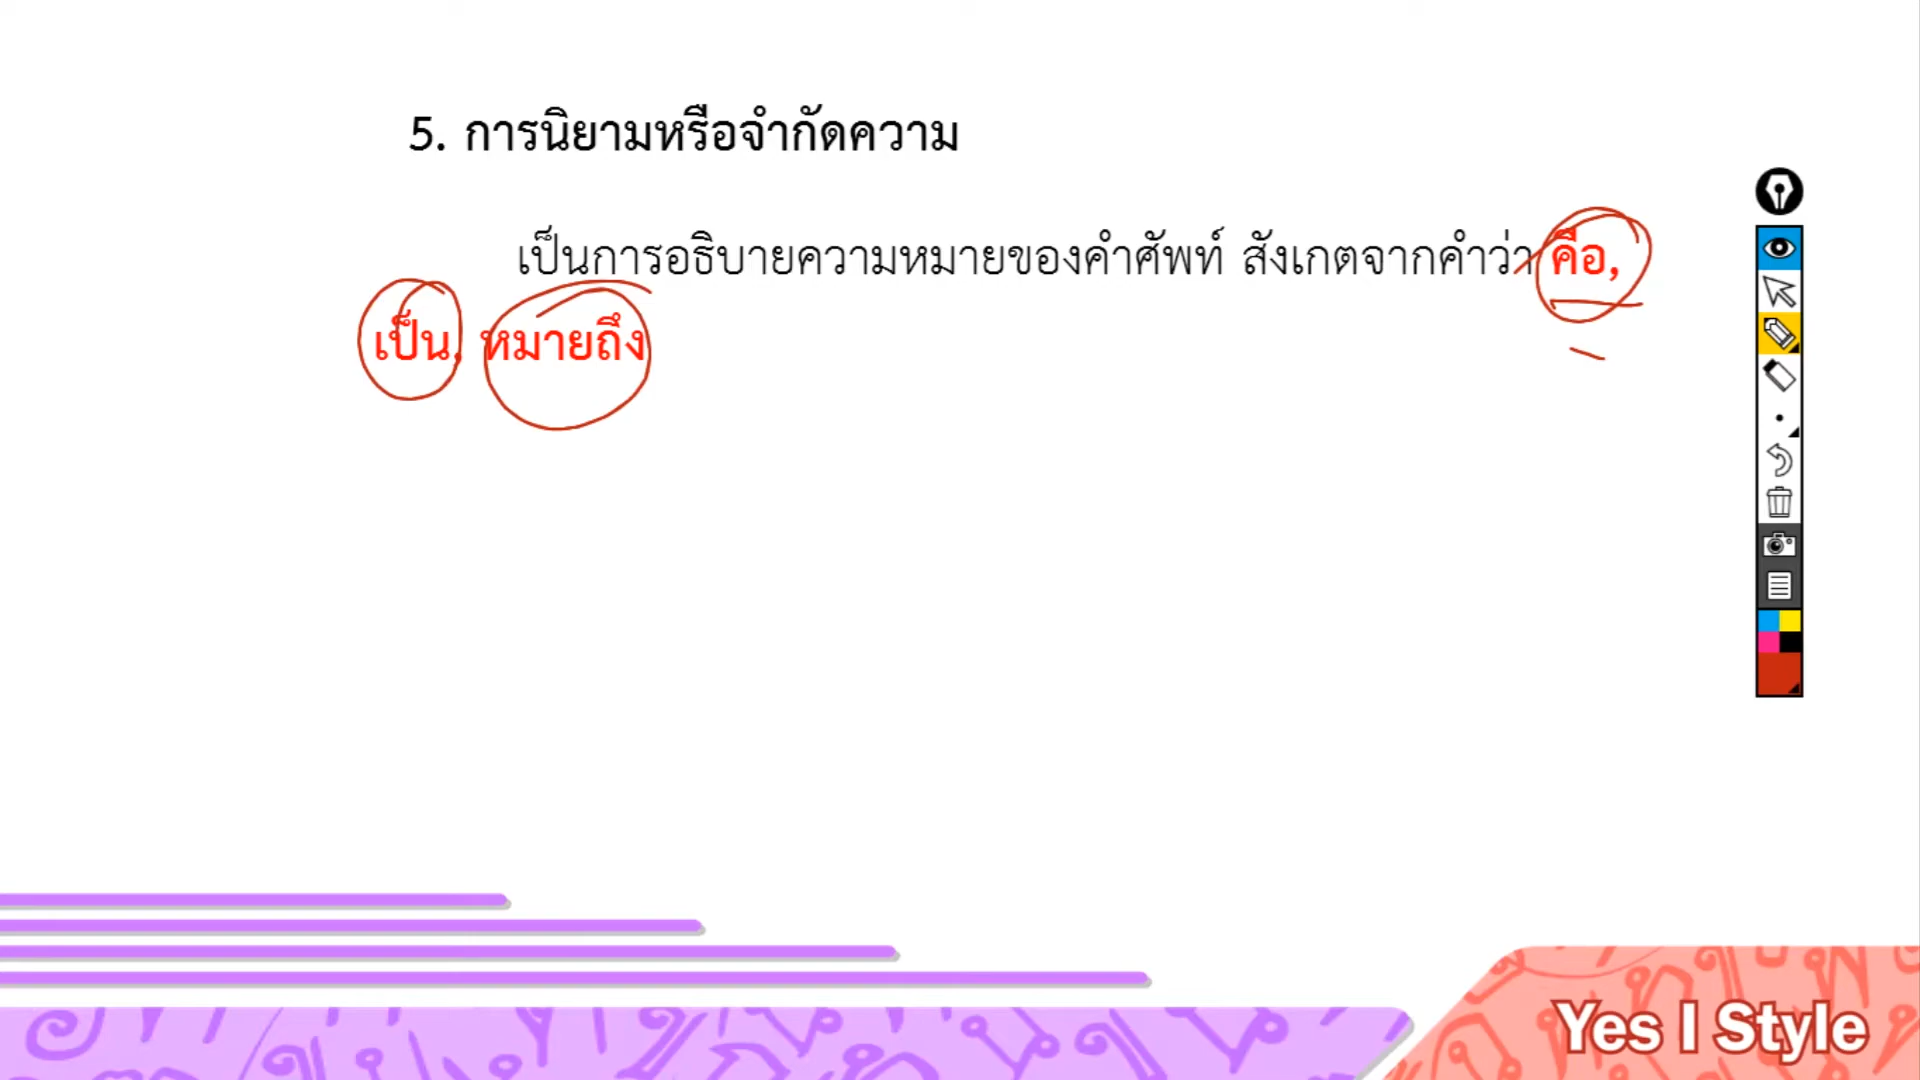 5. การนิยามหรือจำกัดความ
เป็นการอธิบายความหมายของคำศัพท์ สังเกตจากคำว่า คือ,
เป็น, หมายถึง
Yes I Style